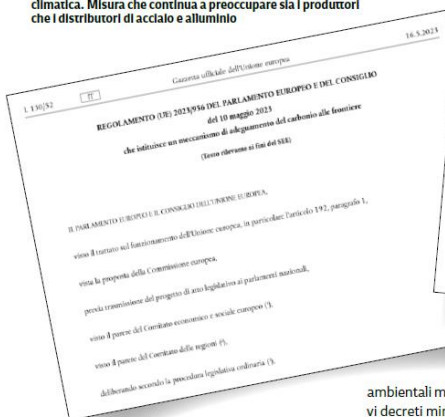 climatica. Misura che continua a preoccupare sia i produttori
che i distributori di acciaio e alluminio
16.5.2023
Gazzetta ufficiale dell'Unione europea
L 130/52
IT
REGOLAMENTO (UE) 2023/956 DEL PARLAMENTO EUROPEO E DEL CONSIGLIO
del 10 maggio 2023
che istituisce un meccanismo di adeguamento del carbonio alle frontiere
(Testo rilevante ai fini del SEE)
IL PARLAMENTO EUROPEO E IL CONSIGLIO DELL'UNIONE EUROPEA,
visto il trattato sul funzionamento dell'Unione europea, in particolare l'articolo 192, paragrafo 1,
vista la proposta della Commissione europea,
previa trasmissione del progetto di atto legislativo ai parlamenti nazionali,
visto il parere del Comitato economico e sociale europeo (¹),
visto il parere del Comitato delle regioni (²),
deliberando secondo la procedura legislativa ordinaria (³),
ambientali m
vi decreti min